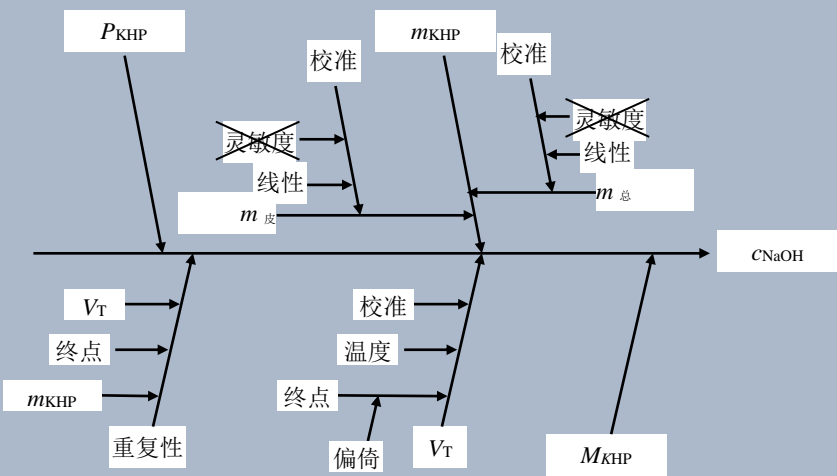 PKHP
mKHP
校准
校准
灵敏度
灵敏度
线性
线性
m 皮
m 总
cNaOH
VT
终点
mKHP
重复性
校准
温度
终点
偏倚
VT
MKHP